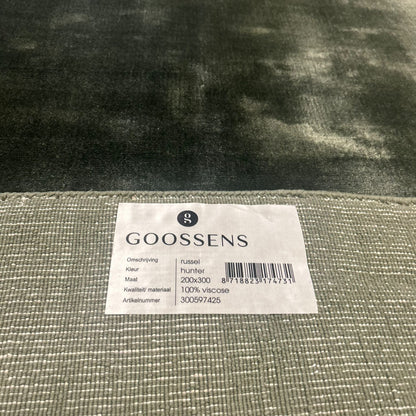 g
GOOSSENS
Omschrijving russel
Kleur hunter
Maat 200x300
Kwaliteit/ materiaal 100% viscose
Artikelnummer 300597425
8 718823 174731